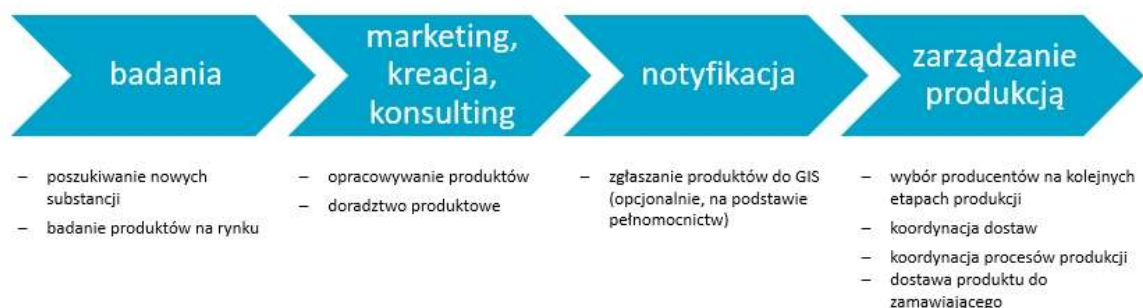 badania
marketing,
kreacja,
konsulting
notyfikacja
zarządzanie
produkcją
– poszukiwanie nowych
substancji
– badanie produktów na rynku
– opracowywanie produktów
– doradztwo produktowe
– zgłaszanie produktów do GIS
(opcjonalnie, na podstawie
pełnomocnictw)
– wybór producentów na kolejnych
etapach produkcji
– koordynacja dostaw
– koordynacja procesów produkcji
– dostawa produktu do
zamawiającego